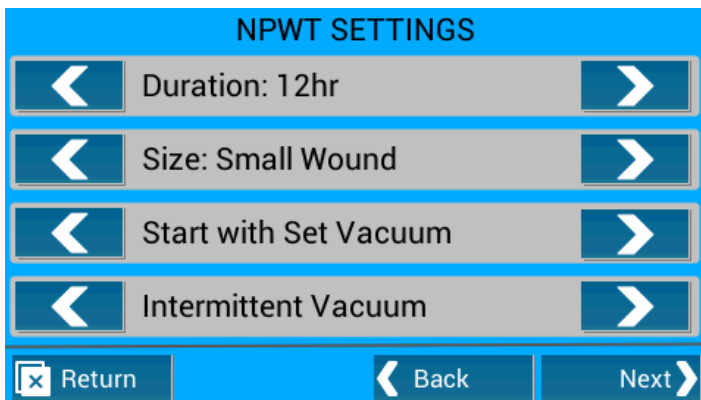 NPWT SETTINGS
Duration: 12hr
Size: Small Wound
Start with Set Vacuum
Intermittent Vacuum
Return Back Next